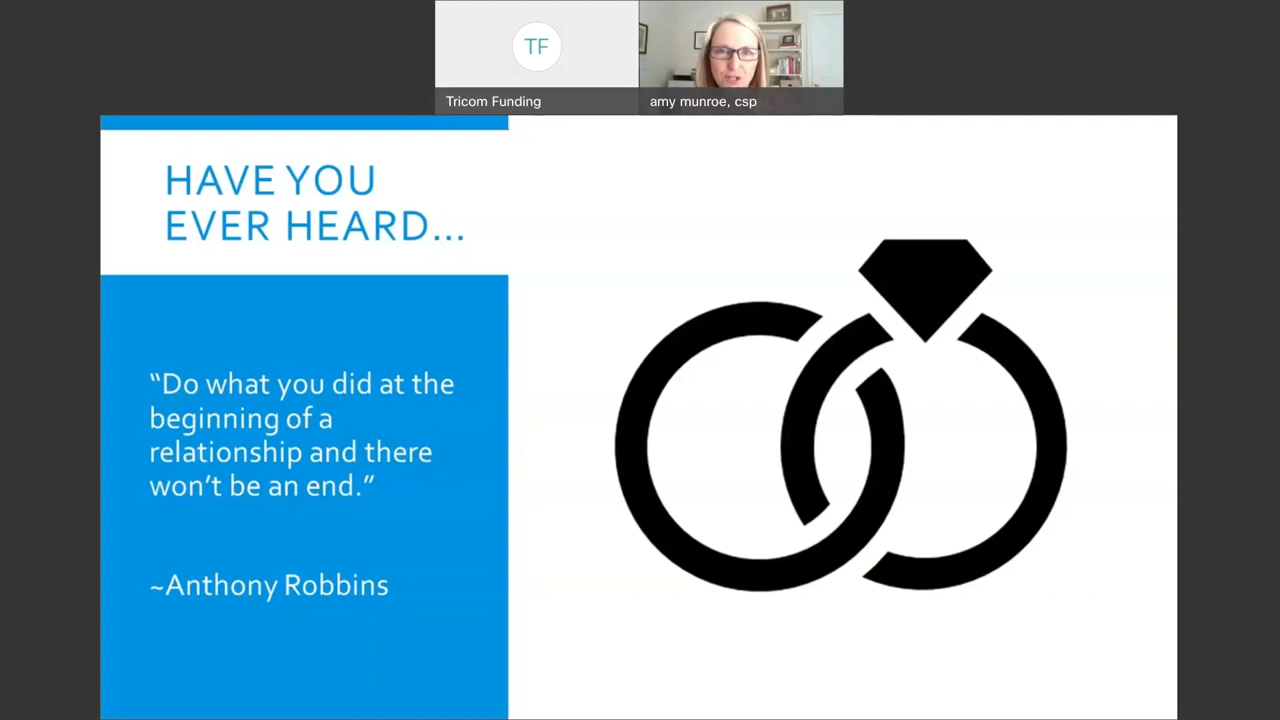 TF
Tricom Funding
amy munroe, csp
HAVE YOU
EVER HEARD...
“Do what you did at the
beginning of a
relationship and there
won’t be an end.”
~Anthony Robbins